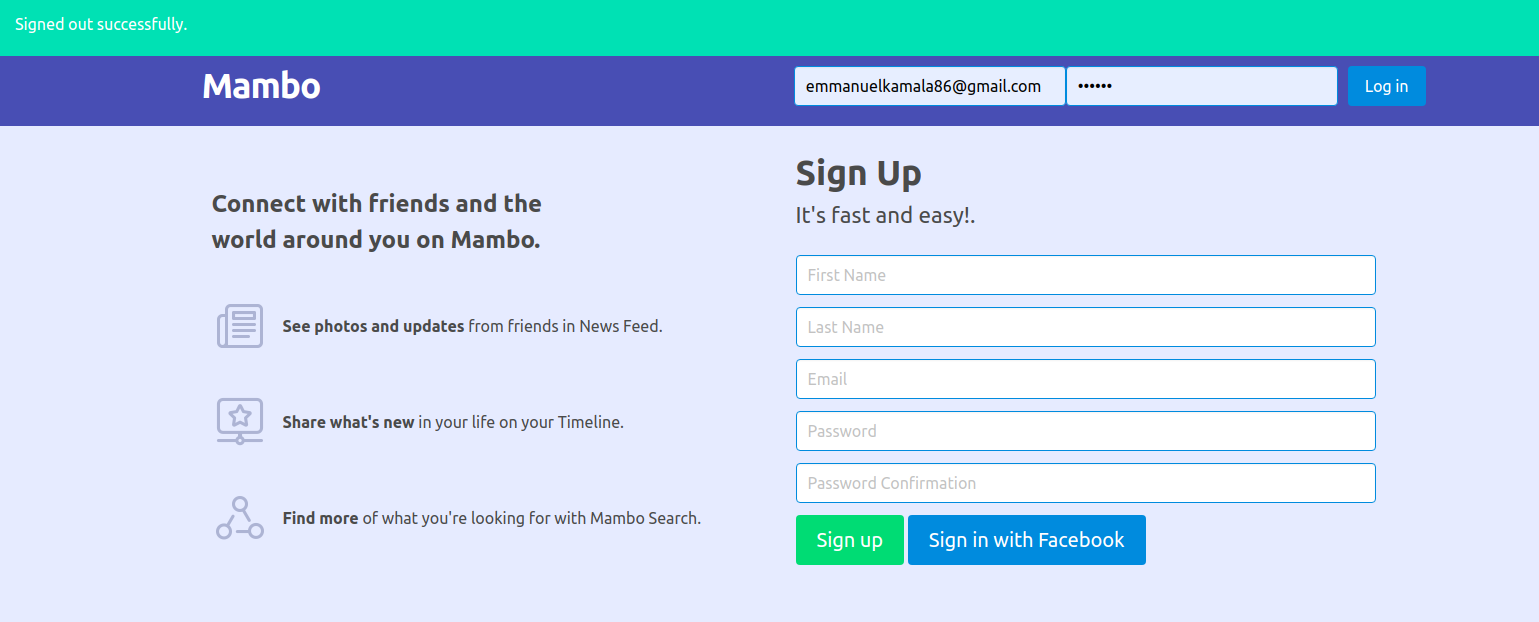 Signed out successfully.
Mambo
emmanuelkamala86@gmail.com
••••••
Log in
Connect with friends and the
world around you on Mambo.
See photos and updates from friends in News Feed.
Share what's new in your life on your Timeline.
Find more of what you're looking for with Mambo Search.
Sign Up
It's fast and easy!.
First Name
Last Name
Email
Password
Password Confirmation
Sign up
Sign in with Facebook